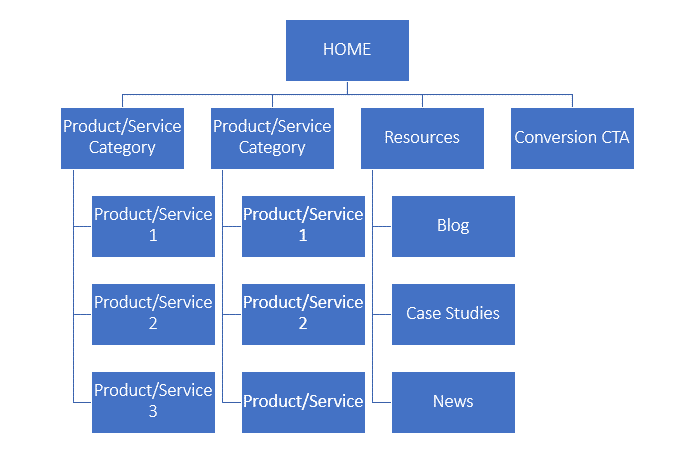 HOME
Product/Service
Category
Product/Service
Category
Resources
Conversion CTA
Product/Service
1
Product/Service
1
Blog
Product/Service
2
Product/Service
2
Case Studies
Product/Service
3
Product/Service
News